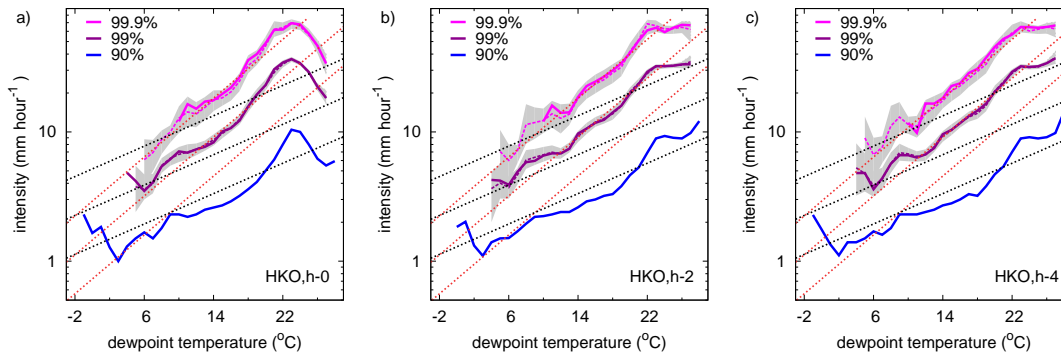 a)
99.9%
99%
90%
10
1
intensity (mm hour-1)
HKO,h-0
-2 6 14 22
dewpoint temperature (oC)
b)
99.9%
99%
90%
10
1
intensity (mm hour-1)
HKO,h-2
-2 6 14 22
dewpoint temperature (oC)
c)
99.9%
99%
90%
10
1
intensity (mm hour-1)
HKO,h-4
-2 6 14 22
dewpoint temperature (oC)